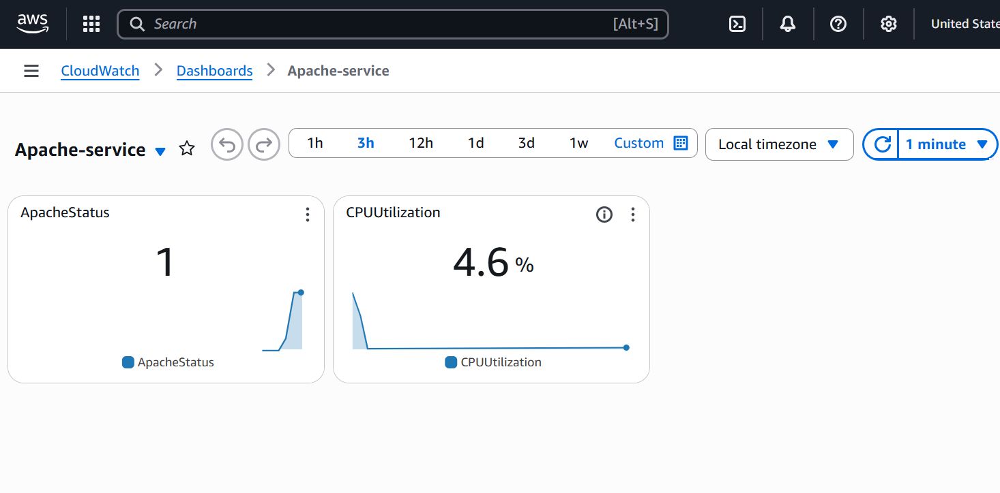 aws Search [Alt+S] United State
CloudWatch Dashboards Apache-service
Apache-service 1h 3h 12h 1d 3d 1w Custom Local timezone 1 minute
ApacheStatus
1
ApacheStatus
CPUUtilization
4.6 %
CPUUtilization